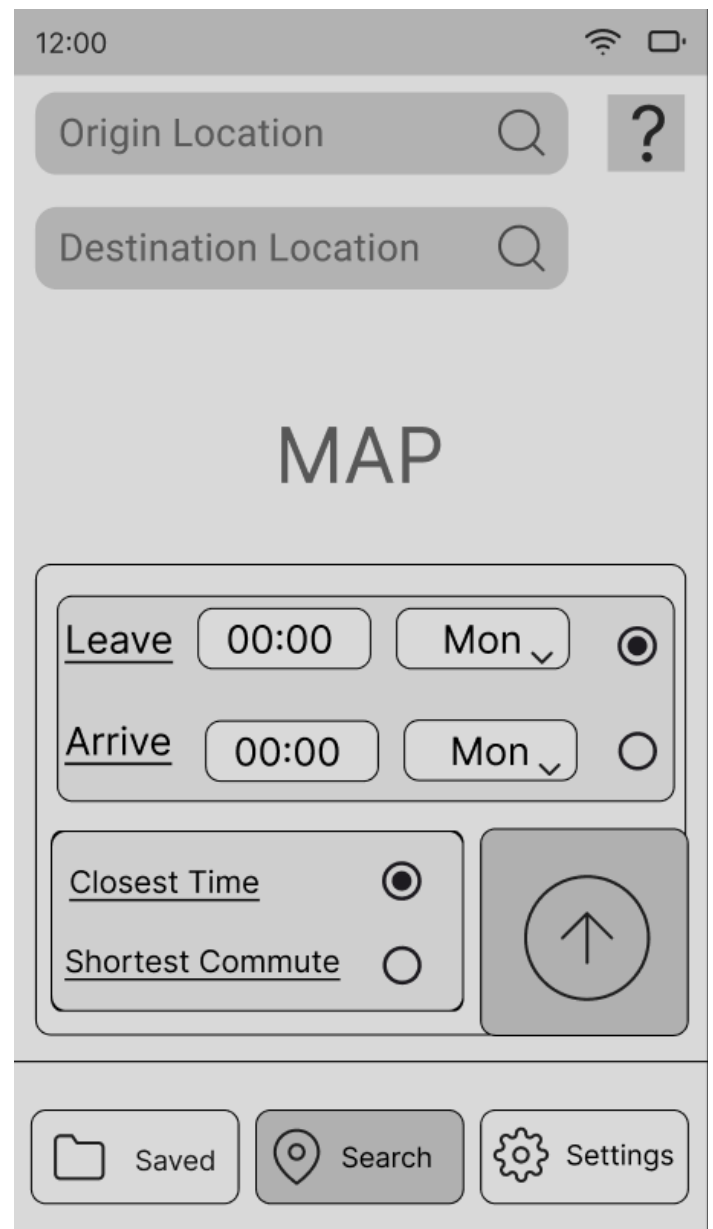 12:00
Origin Location ?
Destination Location
MAP
Leave 00:00 Mon
Arrive 00:00 Mon
Closest Time
Shortest Commute
Saved Search Settings